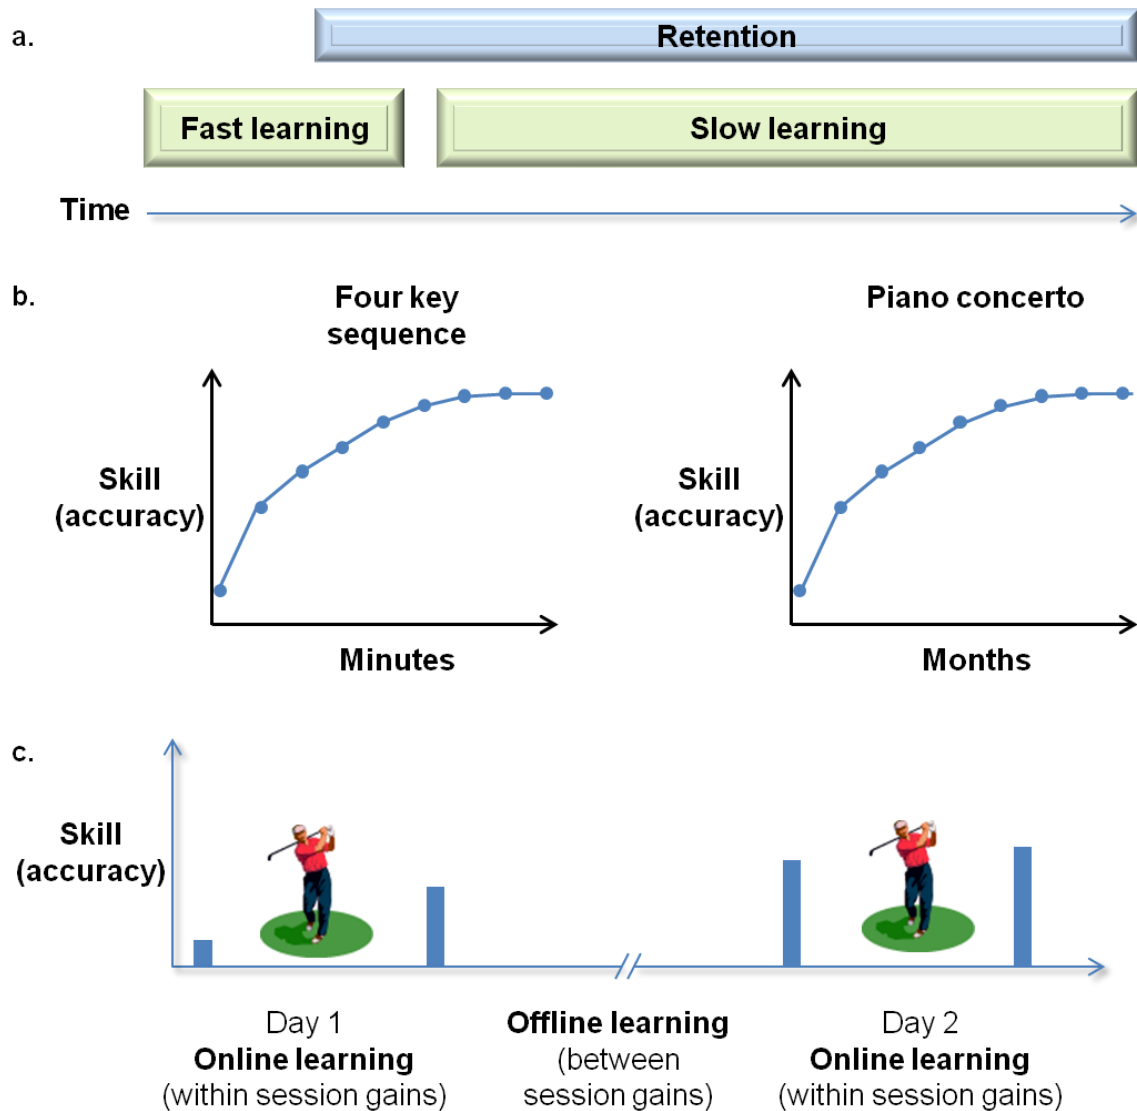 a.
Retention
Fast learning
Slow learning
Time
b.
Four key
sequence
Piano concerto
Skill
(accuracy)
Skill
(accuracy)
Minutes
Months
c.
Skill
(accuracy)
Day 1
Online learning
(within session gains)
Offline learning
(between
session gains)
Day 2
Online learning
(within session gains)